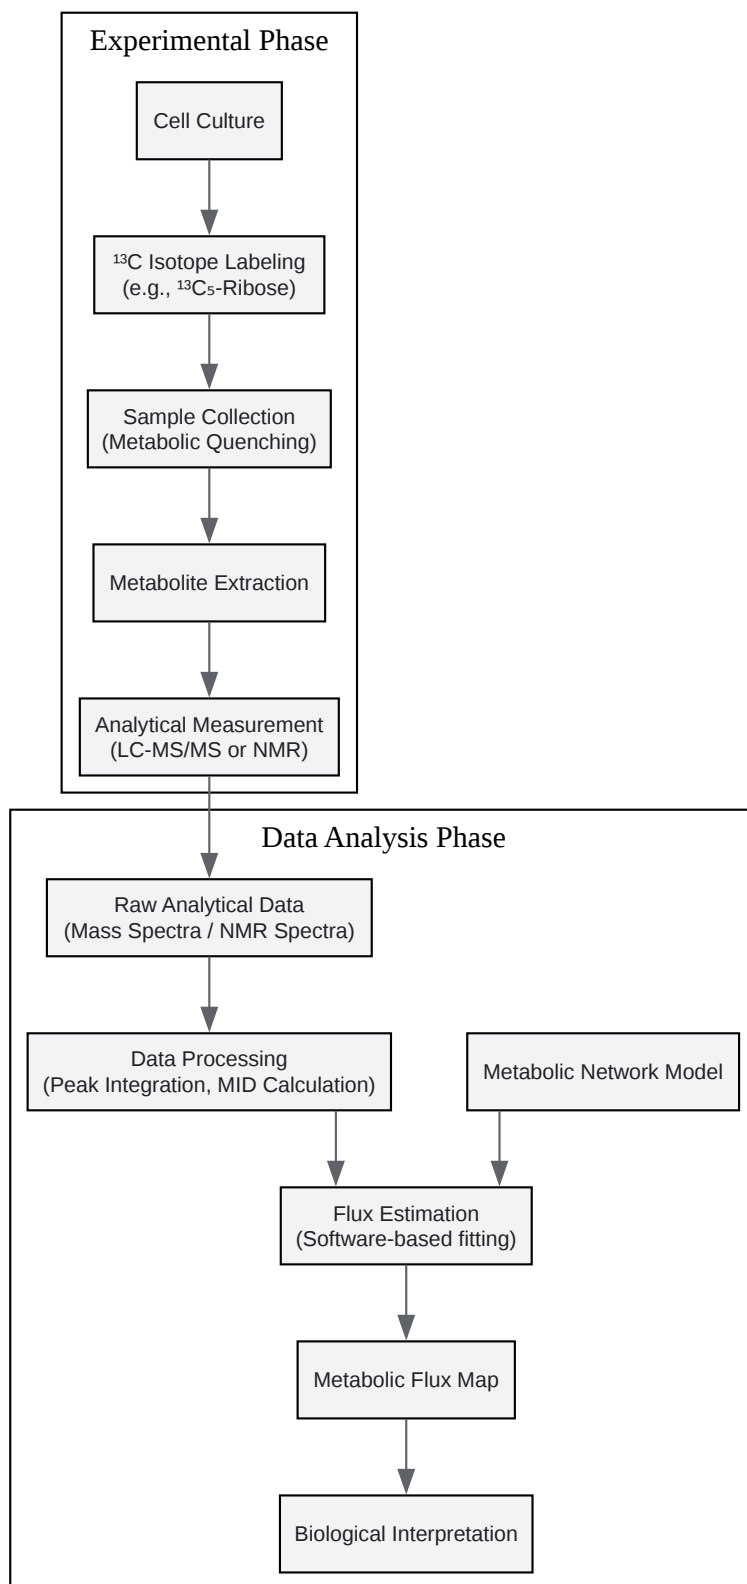 Experimental Phase
Cell Culture
¹³C Isotope Labeling
(e.g., ¹³C₅-Ribose)
Sample Collection
(Metabolic Quenching)
Metabolite Extraction
Analytical Measurement
(LC-MS/MS or NMR)
Data Analysis Phase
Raw Analytical Data
(Mass Spectra / NMR Spectra)
Data Processing
(Peak Integration, MID Calculation)
Metabolic Network Model
Flux Estimation
(Software-based fitting)
Metabolic Flux Map
Biological Interpretation